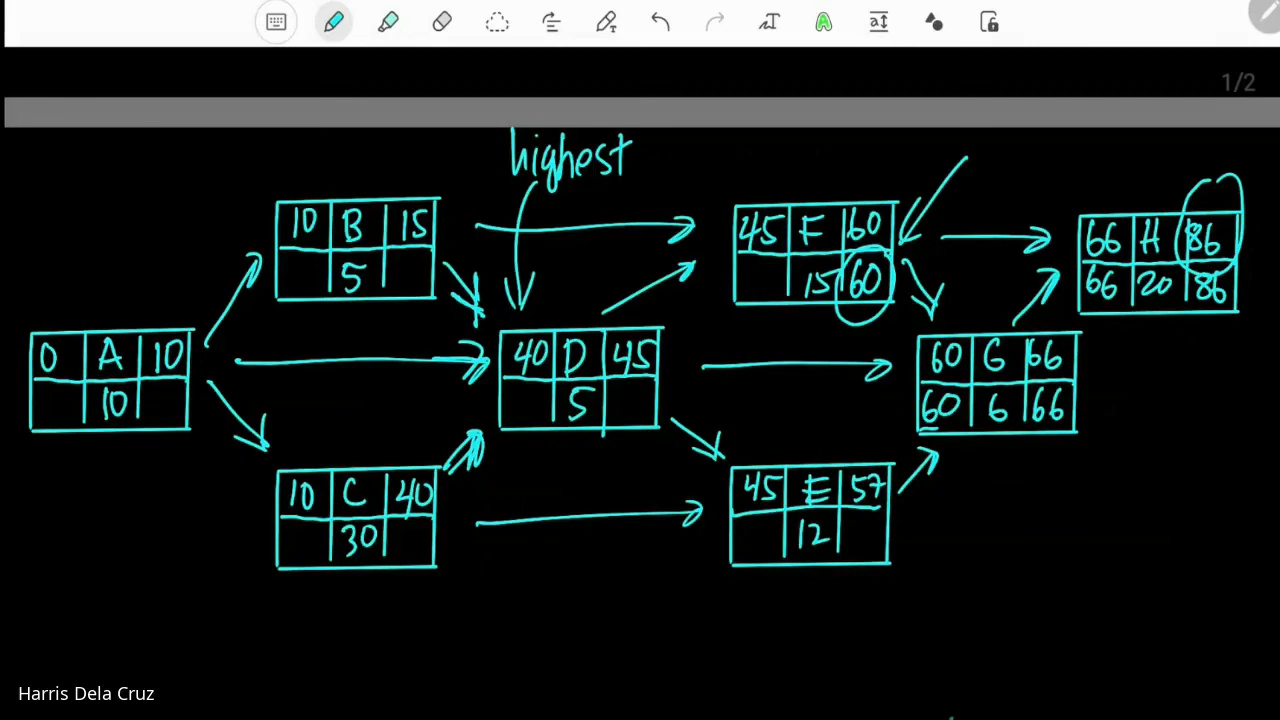 1/2
highest
10 B 15
5
45 F 60
15 60
66 H 86
66 20 86
0 A 10
10
40 D 45
5
60 G 66
60 6 66
10 C 40
30
45 E 57
12
Harris Dela Cruz